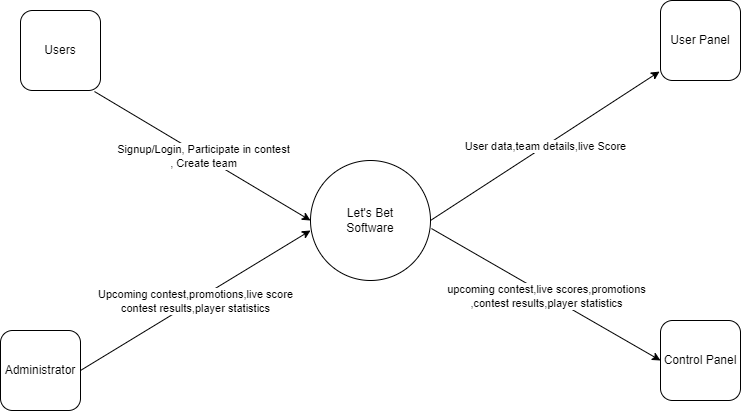 Users
User Panel
Signup/Login, Participate in contest
, Create team
User data,team details,live Score
Let's Bet
Software
Upcoming contest,promotions,live score
contest results,player statistics
upcoming contest,live scores,promotions
,contest results,player statistics
Administrator
Control Panel